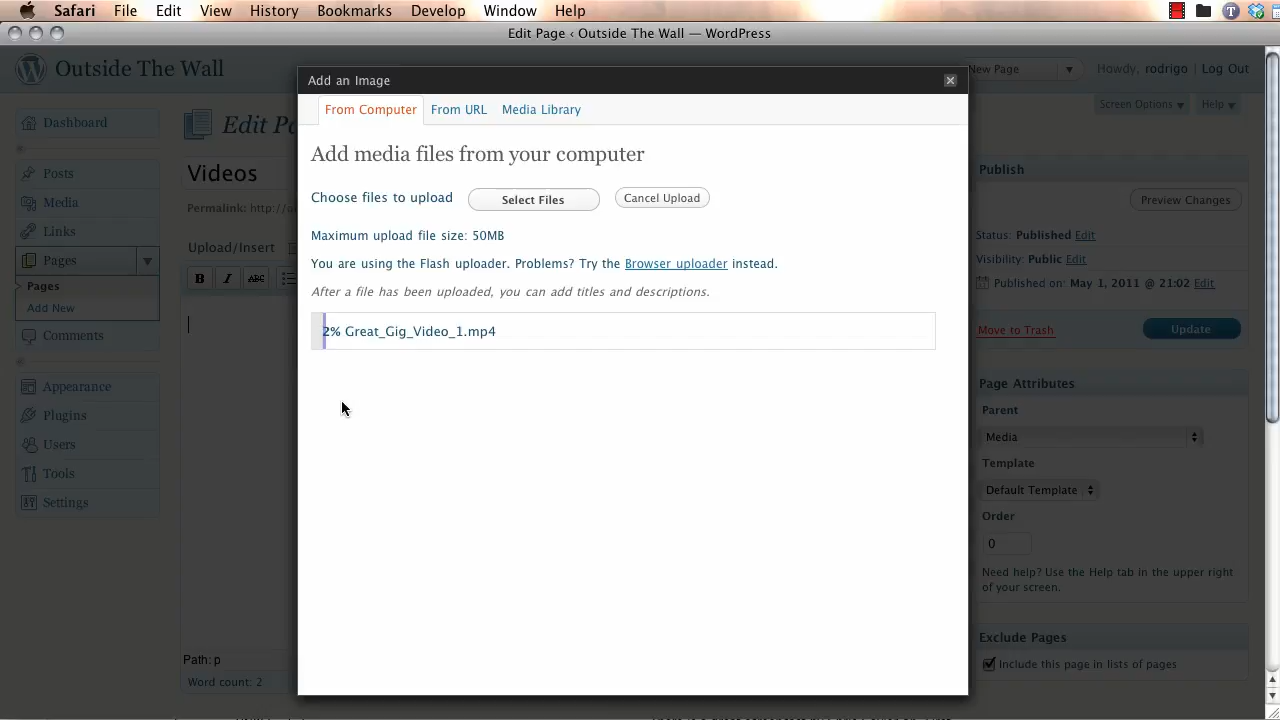 Safari File Edit View History Bookmarks Develop Window Help
Edit Page ‹ Outside The Wall — WordPress
Outside The Wall
New Page
Howdy, rodrigo | Log Out
Add an Image
Screen Options
Help
From Computer
From URL
Media Library
Dashboard
Edit P
Add media files from your computer
Posts
Videos
Publish
Choose files to upload
Select Files
Cancel Upload
Preview Changes
Media
Permalink: http://
Links
Maximum upload file size: 50MB
Status: Published Edit
Upload/Insert
Pages
You are using the Flash uploader. Problems? Try the Browser uploader instead.
Visibility: Public Edit
B I ABC
Pages
After a file has been uploaded, you can add titles and descriptions.
Published on: May 1, 2011 @ 21:02 Edit
Add New
2% Great_Gig_Video_1.mp4
Move to Trash
Update
Comments
Appearance
Page Attributes
Plugins
Parent
Users
Media
Tools
Template
Settings
Default Template
Order
0
Need help? Use the Help tab in the upper right
of your screen.
Exclude Pages
Path: p
Include this page in lists of pages
Word count: 2